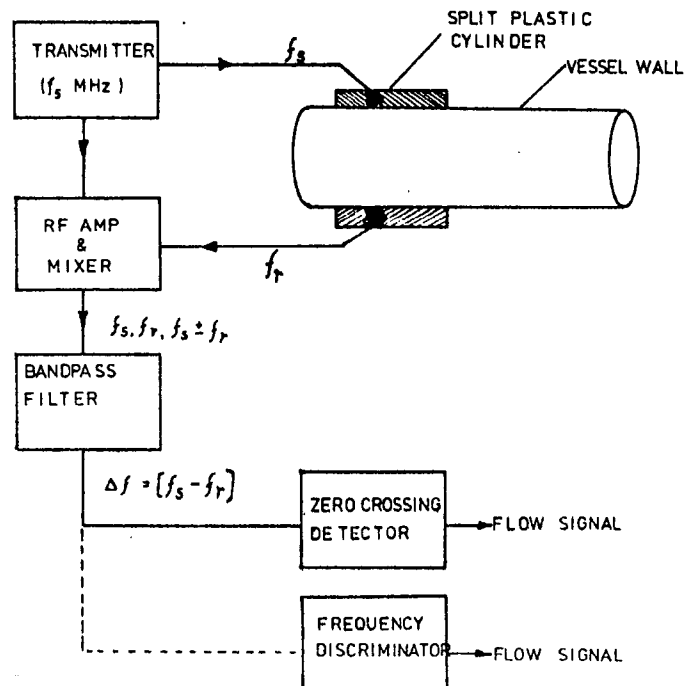 SPLIT PLASTIC
CYLINDER
VESSEL WALL
TRANSMITTER
(fs MHz)
fs
RF AMP
&
MIXER
fr
fs, fr, fs ± fr
BANDPASS
FILTER
Δf = [fs - fr]
ZERO CROSSING
DETECTOR
FLOW SIGNAL
FREQUENCY
DISCRIMINATOR
FLOW SIGNAL